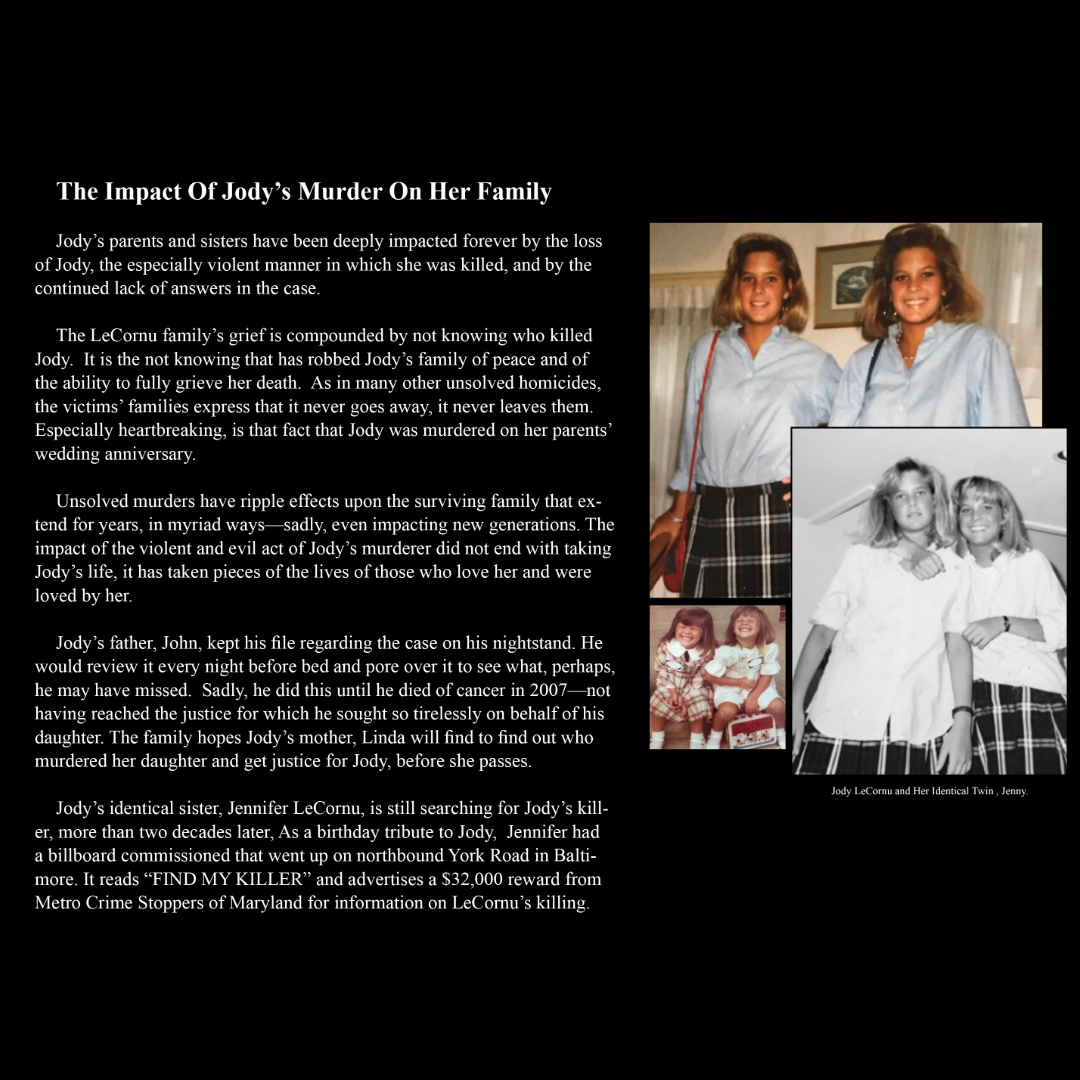 The Impact Of Jody’s Murder On Her Family
Jody’s parents and sisters have been deeply impacted forever by the loss
of Jody, the especially violent manner in which she was killed, and by the
continued lack of answers in the case.
The LeCornu family’s grief is compounded by not knowing who killed
Jody.  It is the not knowing that has robbed Jody’s family of peace and of
the ability to fully grieve her death.  As in many other unsolved homicides,
the victims’ families express that it never goes away, it never leaves them.
Especially heartbreaking, is that fact that Jody was murdered on her parents’
wedding anniversary.
Unsolved murders have ripple effects upon the surviving family that ex-
tend for years, in myriad ways—sadly, even impacting new generations. The
impact of the violent and evil act of Jody’s murderer did not end with taking
Jody’s life, it has taken pieces of the lives of those who love her and were
loved by her.
Jody’s father, John, kept his file regarding the case on his nightstand. He
would review it every night before bed and pore over it to see what, perhaps,
he may have missed.  Sadly, he did this until he died of cancer in 2007—not
having reached the justice for which he sought so tirelessly on behalf of his
daughter. The family hopes Jody’s mother, Linda will find to find out who
murdered her daughter and get justice for Jody, before she passes.
Jody’s identical sister, Jennifer LeCornu, is still searching for Jody’s kill-
er, more than two decades later, As a birthday tribute to Jody,  Jennifer had
a billboard commissioned that went up on northbound York Road in Balti-
more. It reads “FIND MY KILLER” and advertises a $32,000 reward from
Metro Crime Stoppers of Maryland for information on LeCornu’s killing.
Jody LeCornu and Her Identical Twin , Jenny.